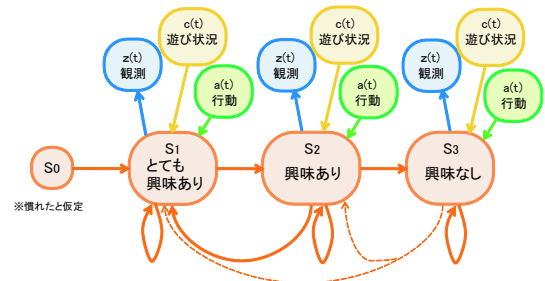 c(t)
遊び状況
z(t)
観測
a(t)
行動
c(t)
遊び状況
z(t)
観測
a(t)
行動
c(t)
遊び状況
z(t)
観測
a(t)
行動
S0
S1
とても
興味あり
S2
興味あり
S3
興味なし
※慣れたと仮定